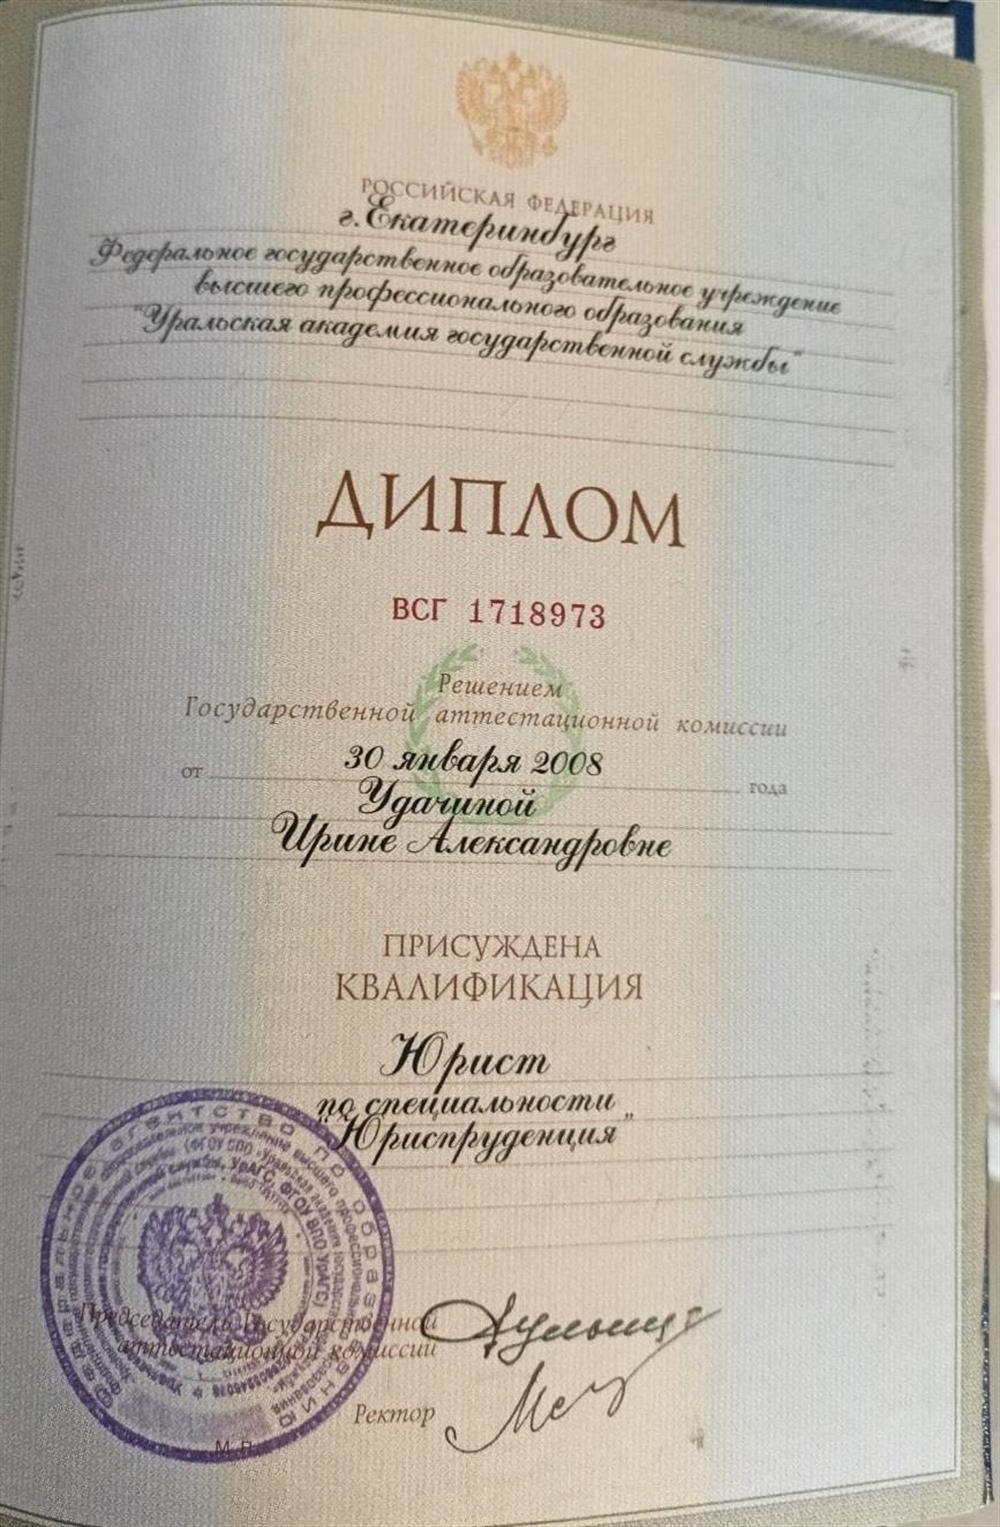 РОССИЙСКАЯ ФЕДЕРАЦИЯ
г.Екатеринбург
Федеральное государственное образовательное учреждение
высшего профессионального образования
"Уральская академия государственной службы"
ДИПЛОМ
ВСГ 1718973
Решением
Государственной аттестационной комиссии
от 30 января 2008 года
Удачиной
Ирине Александровне
ПРИСУЖДЕНА
КВАЛИФИКАЦИЯ
Юрист
по специальности
"Юриспруденция"
Председатель Государственной
аттестационной комиссии
Ректор
М.П.